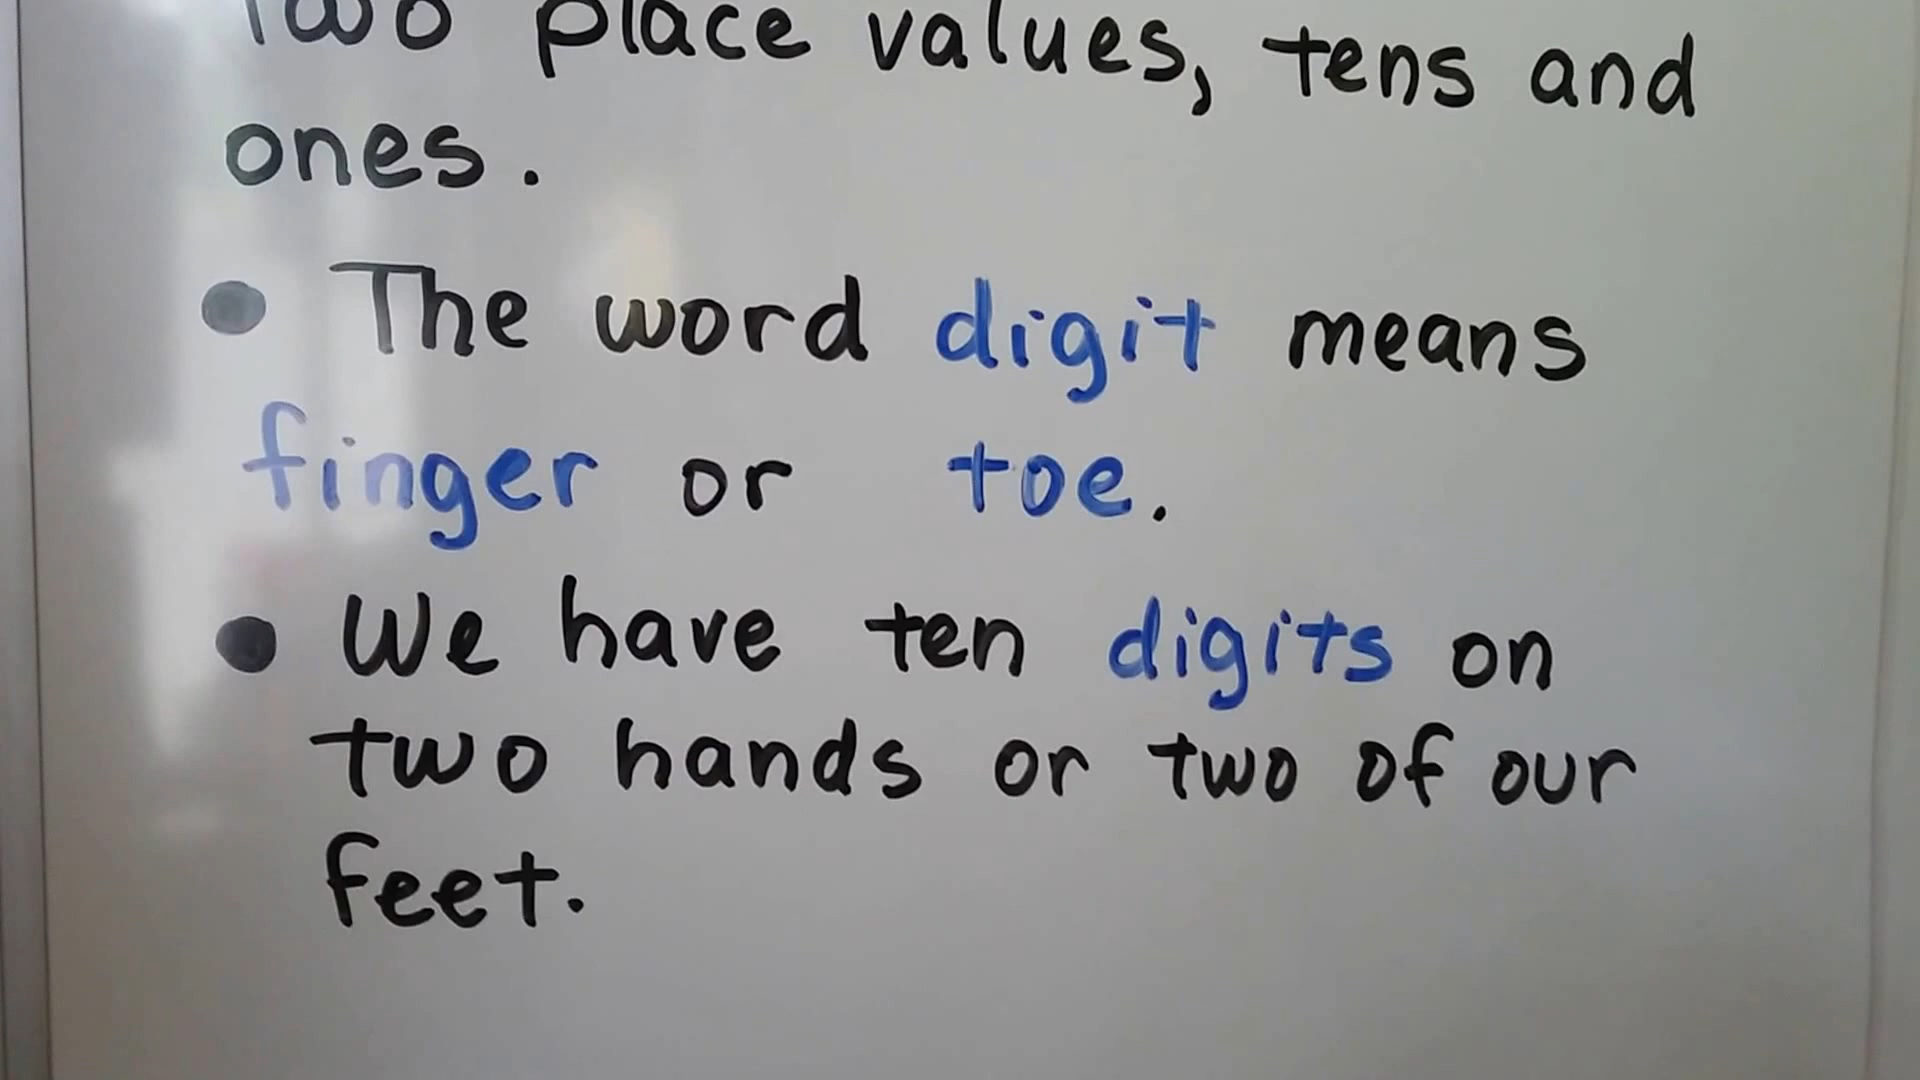 Two place values, tens and
ones.
• The word digit means
finger or toe.
• We have ten digits on
two hands or two of our
feet.